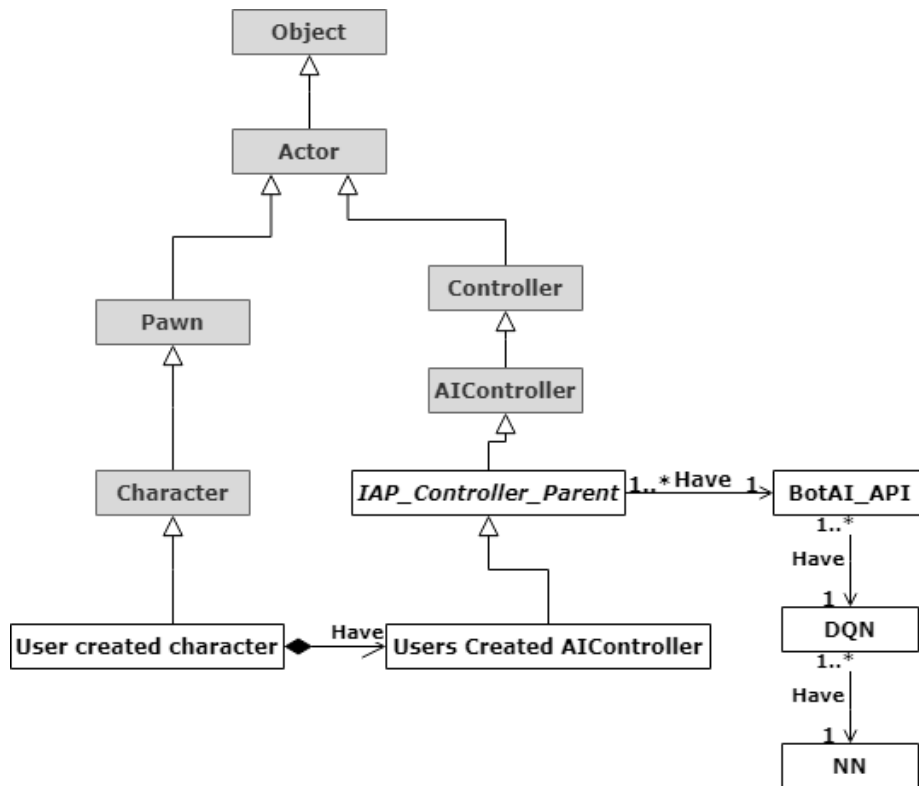 Object
Actor
Controller
Pawn
AIController
Character
IAP_Controller_Parent
1..* Have 1
BotAI_API
1..*
Have
1
User created character
Have
Users Created AIController
DQN
1..*
Have
1
NN